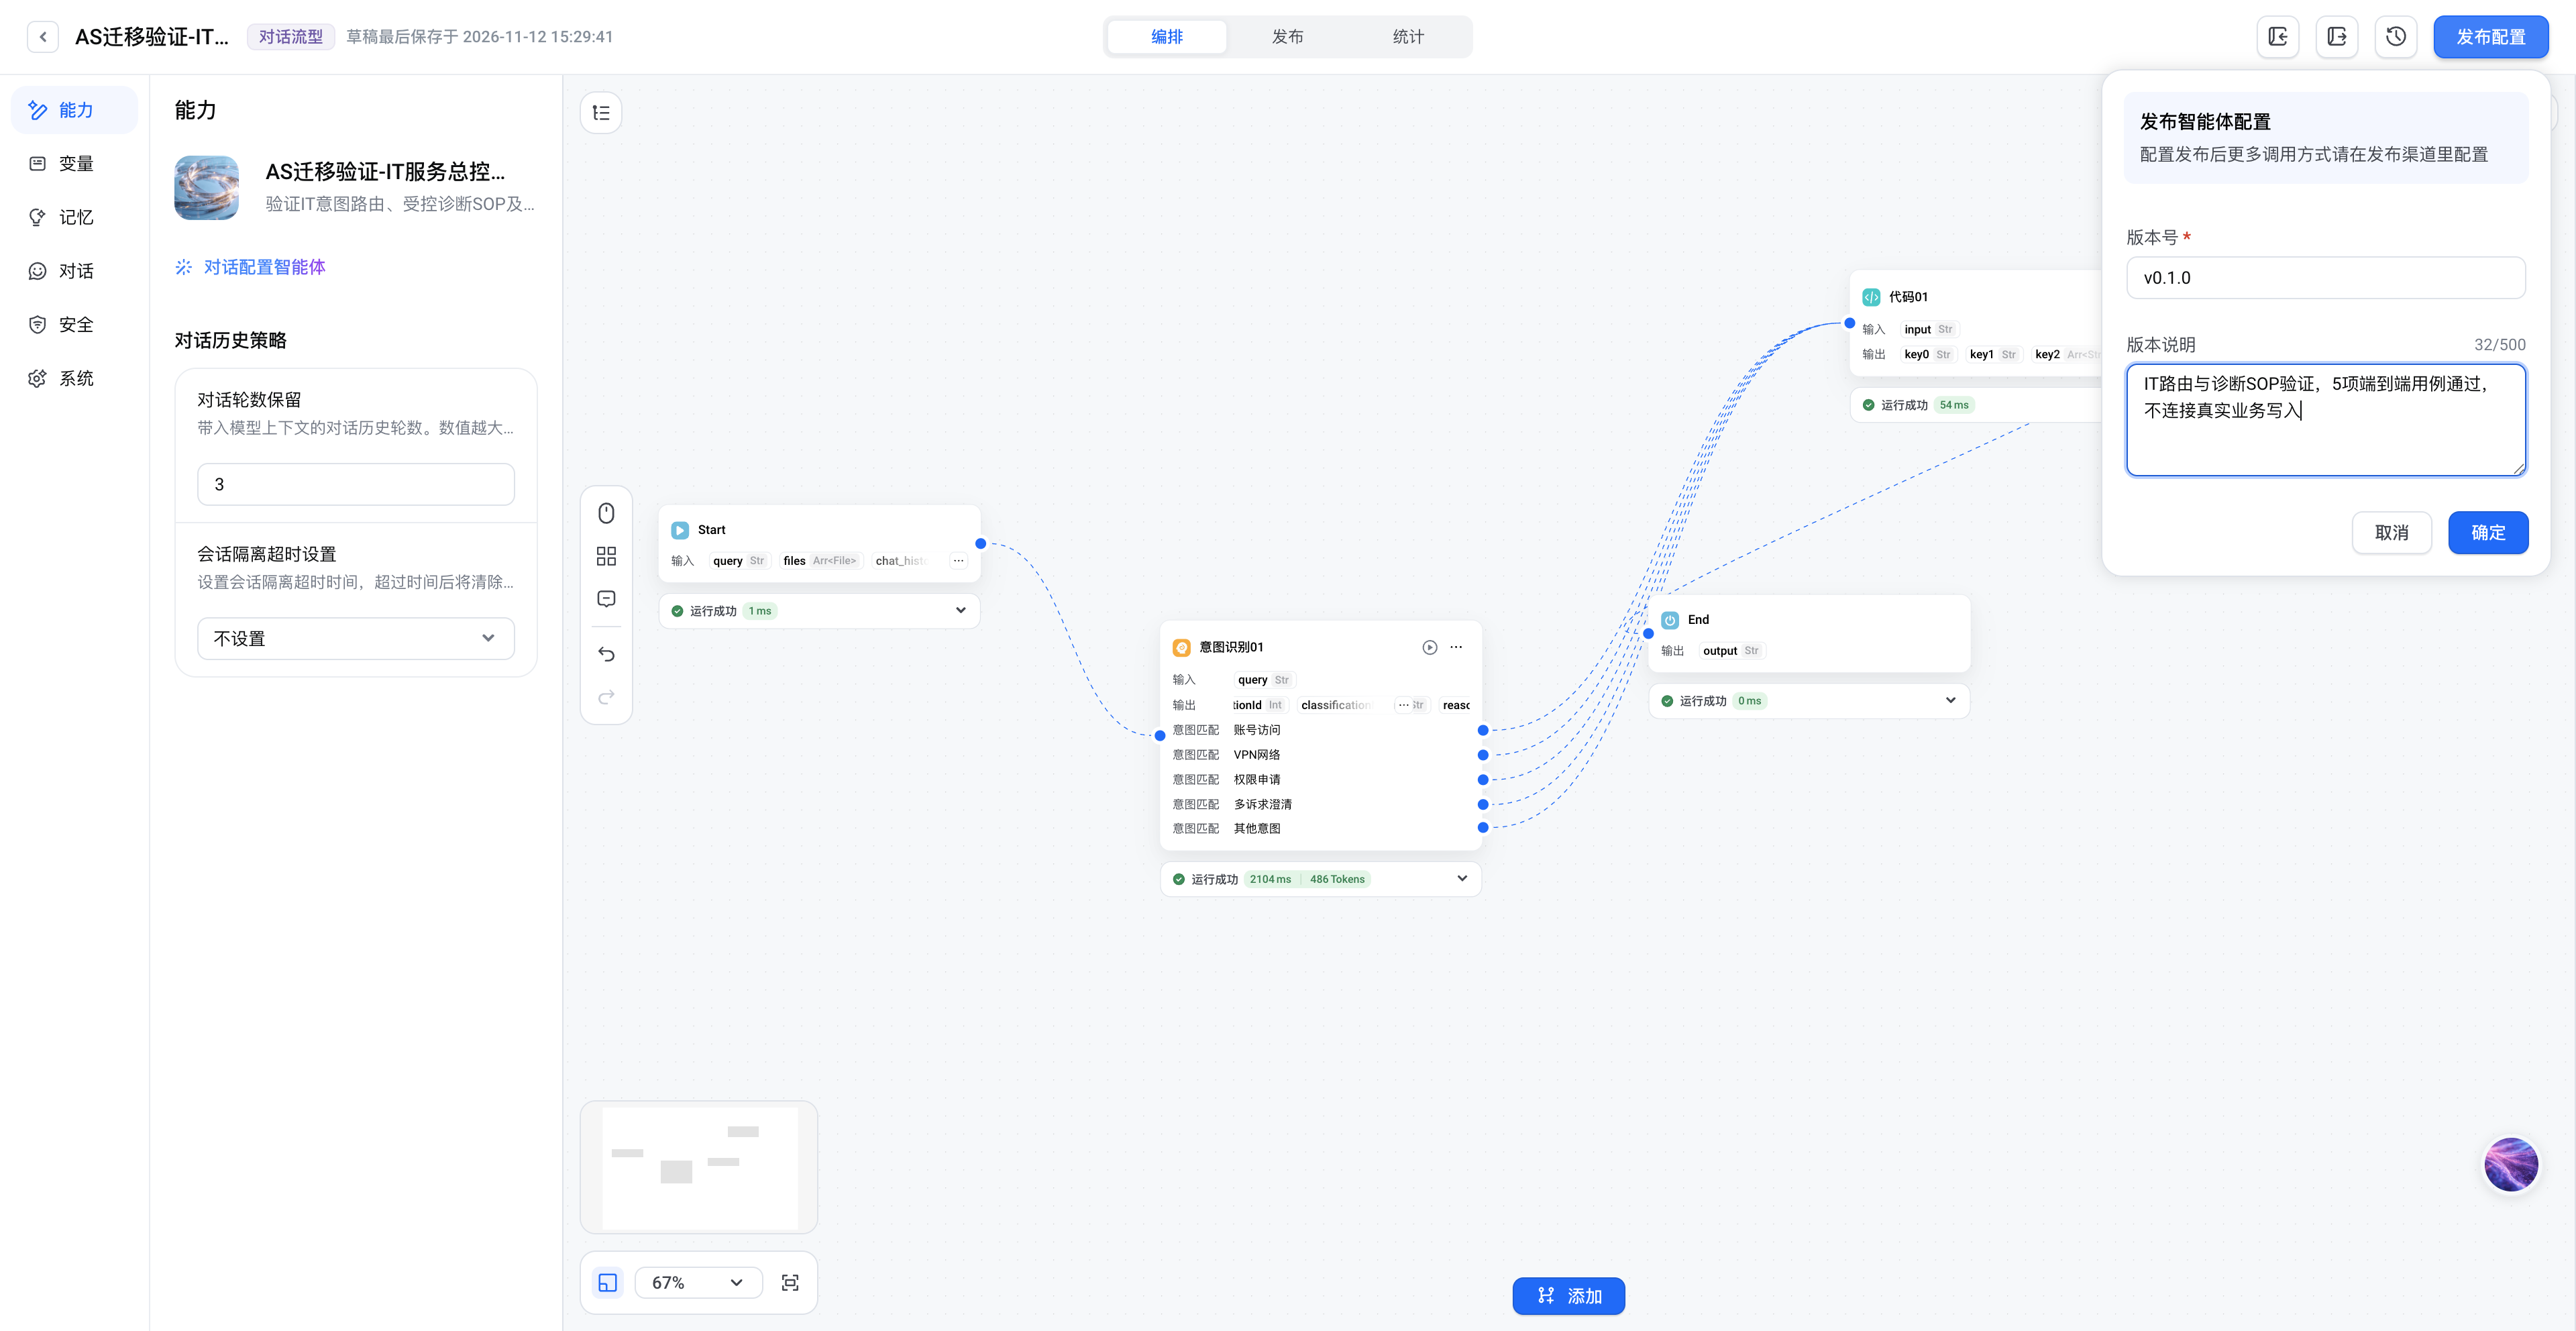 AS迁移验证-IT...
对话流型
草稿最后保存于 2026-11-12 15:29:41
编排
发布
统计
发布配置
能力
变量
记忆
对话
安全
系统
能力
AS迁移验证-IT服务总控...
验证IT意图路由、受控诊断SOP及...
对话配置智能体
对话历史策略
对话轮数保留
带入模型上下文的对话历史轮数。数值越大...
3
会话隔离超时设置
设置会话隔离超时时间，超过时间后将清除...
不设置
Start
输入 query Str files Arr<File> chat_histo ...
运行成功 1 ms
意图识别01
输入 query Str
输出 tionId Int classification ... Str reasc
意图匹配 账号访问
意图匹配 VPN网络
意图匹配 权限申请
意图匹配 多诉求澄清
意图匹配 其他意图
运行成功 2104 ms 486 Tokens
代码01
输入 input Str
输出 key0 Str key1 Str key2 Arr<Str
运行成功 54 ms
End
输出 output Str
运行成功 0 ms
发布智能体配置
配置发布后更多调用方式请在发布渠道里配置
版本号 *
v0.1.0
版本说明 32/500
IT路由与诊断SOP验证，5项端到端用例通过，
不连接真实业务写入
取消
确定
67%
添加